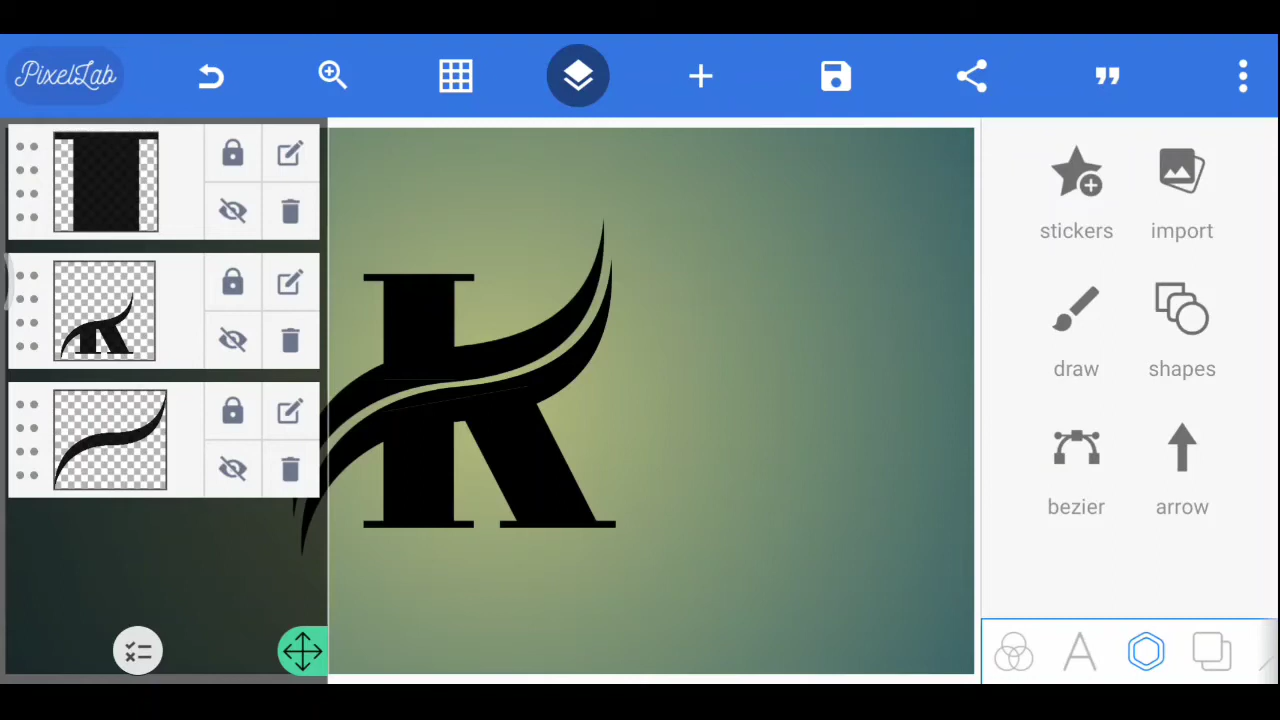 PixelLab
stickers
import
draw
shapes
bezier
arrow
K